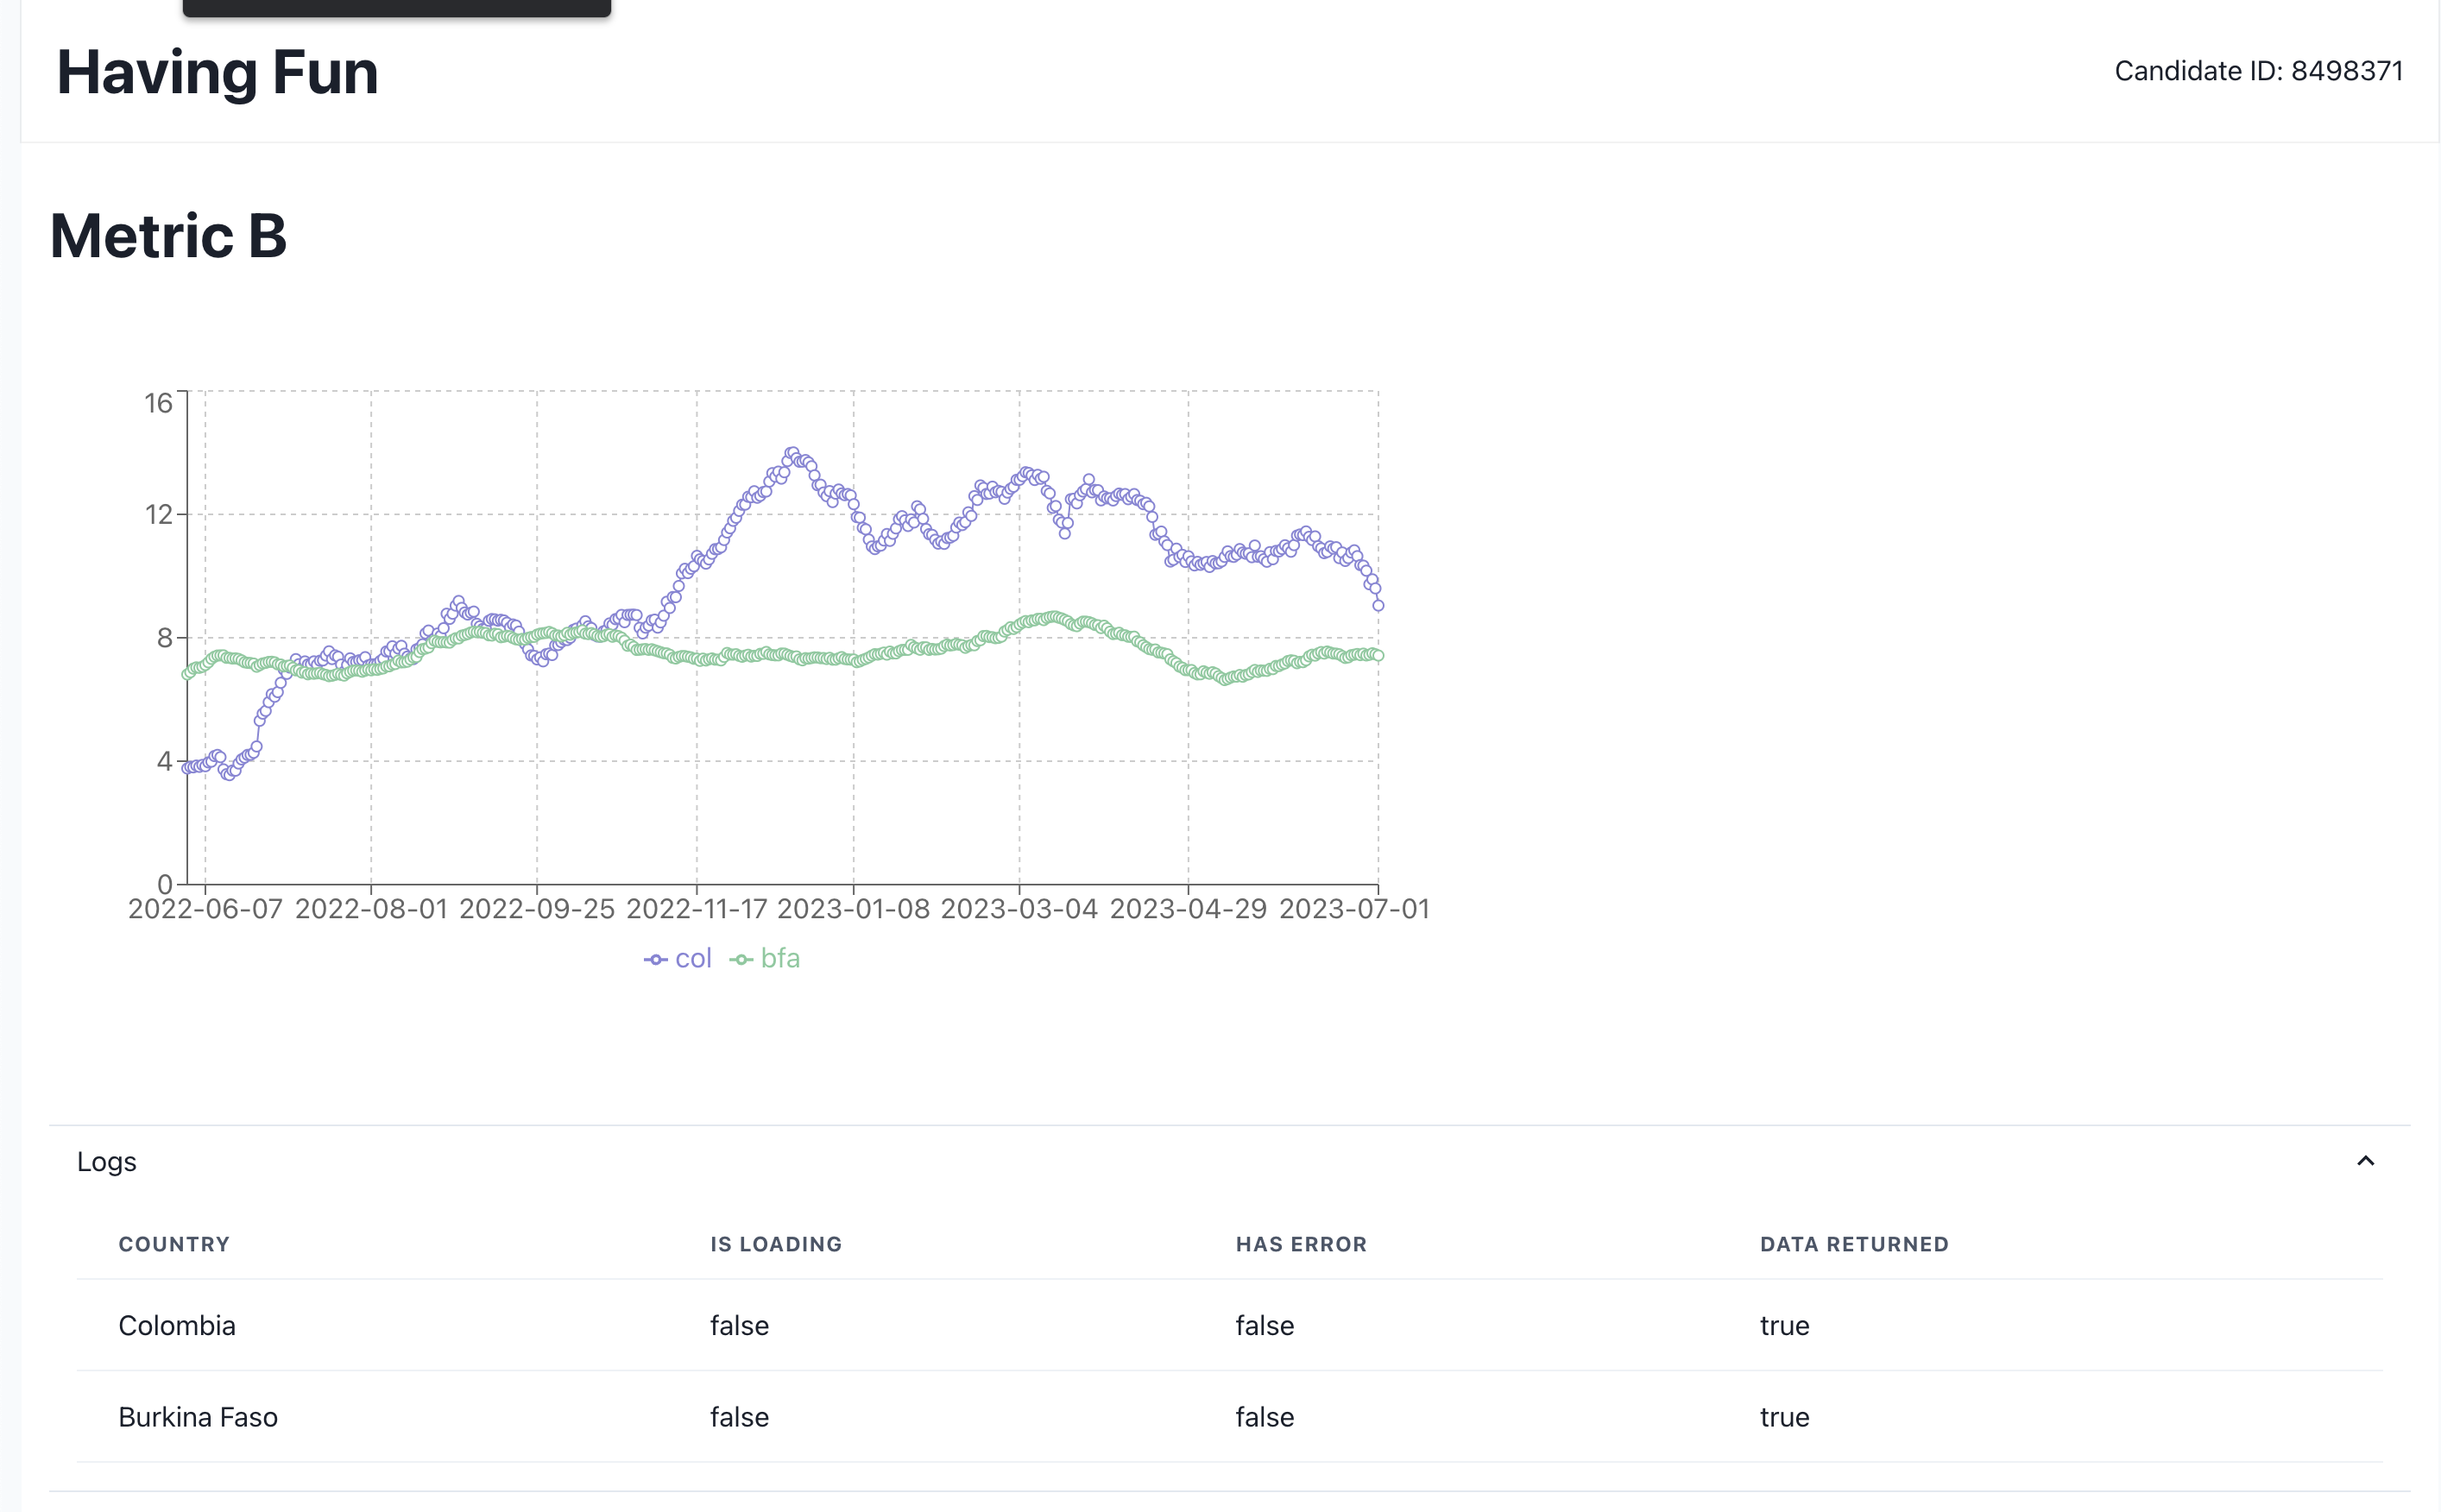 Having Fun
Candidate ID: 8498371
Metric B
16
12
8
4
0
2022-06-07 2022-08-01 2022-09-25 2022-11-17 2023-01-08 2023-03-04 2023-04-29 2023-07-01
col bfa
Logs
COUNTRY IS LOADING HAS ERROR DATA RETURNED
Colombia false false true
Burkina Faso false false true